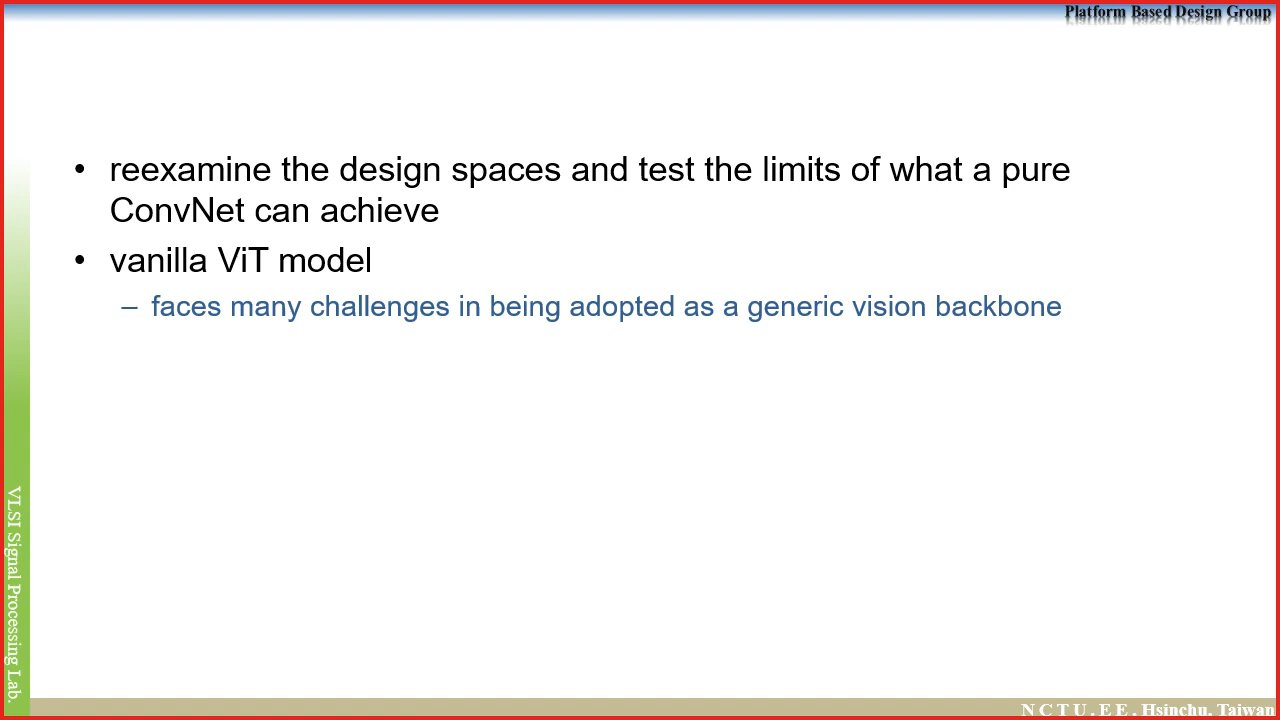 Platform Based Design Group
• reexamine the design spaces and test the limits of what a pure
ConvNet can achieve
• vanilla ViT model
– faces many challenges in being adopted as a generic vision backbone
VLSI Signal Processing Lab.
N C T U . E E , Hsinchu, Taiwan